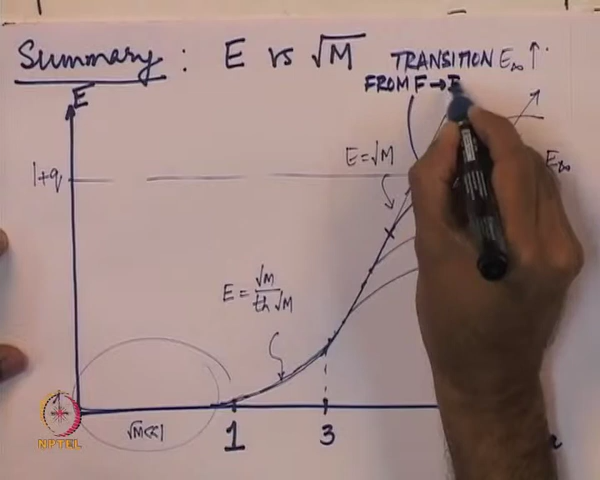 Summary : E vs √M
TRANSITION E∞ ↑
FROM F → I
E
1+q
E = √M
E∞
E = √M / th √M
√M<<1
1
3
NPTEL